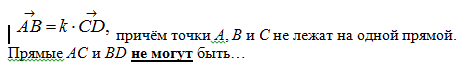 AB = k · CD, причём точки A, B и C не лежат на одной прямой.
Прямые AC и BD не могут быть…